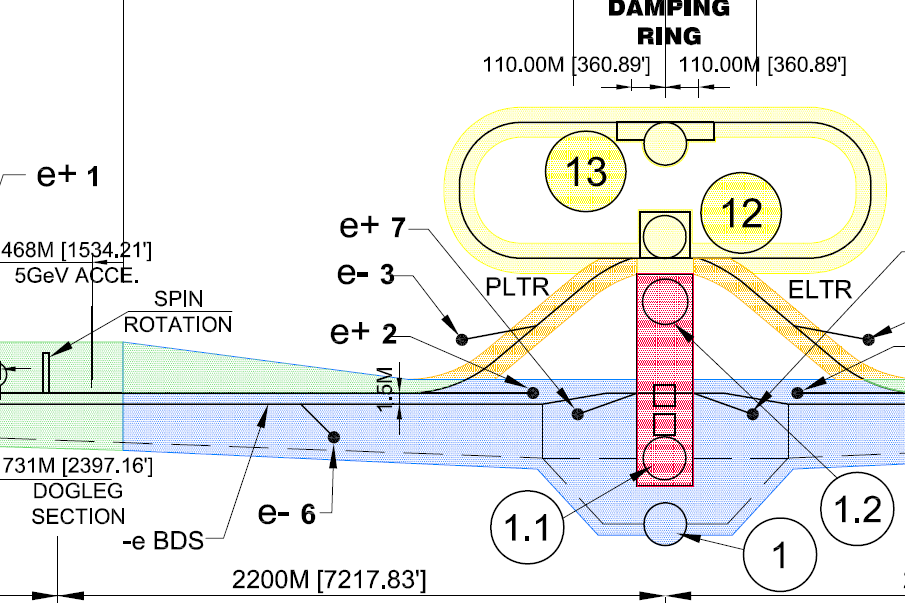 DAMPING
RING
110.00M [360.89'] 110.00M [360.89']
e+ 1
13
12
e+ 7
468M [1534.21']
5GeV ACCE.
e- 3
PLTR
ELTR
SPIN
ROTATION
e+ 2
1.5M
731M [2397.16']
DOGLEG
SECTION
e- 6
1.1
1.2
-e BDS
1
2200M [7217.83']